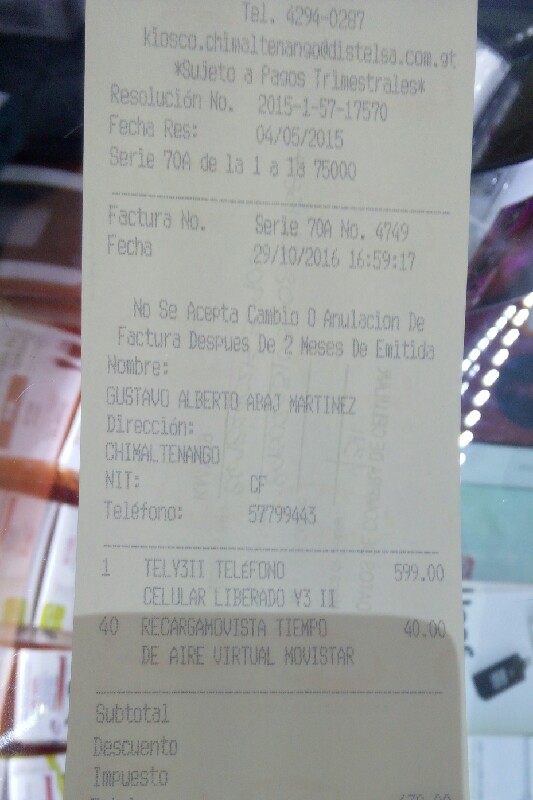 Tel. 4294-0287
kiosco.chimaltenango@distelsa.com.gt
*Sujeto a Pagos Trimestrales*
Resolución No. 2015-1-57-17570
Fecha Res: 04/05/2015
Serie 70A de la 1 a la 75000
Factura No. Serie 70A No. 4749
Fecha 29/10/2016 16:59:17
No Se Acepta Cambio O Anulacion De
Factura Despues De 2 Meses De Emitida
Nombre:
GUSTAVO ALBERTO ABAJ MARTINEZ
Dirección:
CHIMALTENANGO
NIT: CF
Teléfono: 57799443
1 TELY3II TELéFONO 599.00
CELULAR LIBERADO Y3 II
40 RECARGAMOVISTA TIEMPO 40.00
DE AIRE VIRTUAL MOVISTAR
Subtotal
Descuento
Impuesto